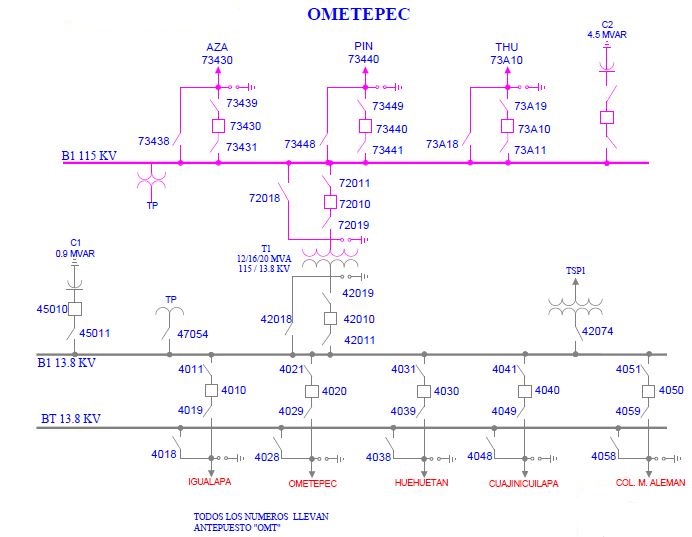 OMETEPEC
C2
4.5 MVAR
AZA
73430
PIN
73440
THU
73A10
73439
73449
73A19
73430
73440
73A10
73438
73431
73448
73441
73A18
73A11
B1 115 KV
TP
72018
72011
72010
72019
C1
0.9 MVAR
T1
12/16/20 MVA
115 / 13.8 KV
TSP1
45010
45011
TP
47054
42018
42019
42010
42011
42074
B1 13.8 KV
4011
4021
4031
4041
4051
4010
4020
4030
4040
4050
4019
4029
4039
4049
4059
BT 13.8 KV
4018
4028
4038
4048
4058
IGUALAPA
OMETEPEC
HUEHUETAN
CUAJINICUILAPA
COL. M. ALEMAN
TODOS LOS NUMEROS LLEVAN
ANTEPUESTO "OMT"